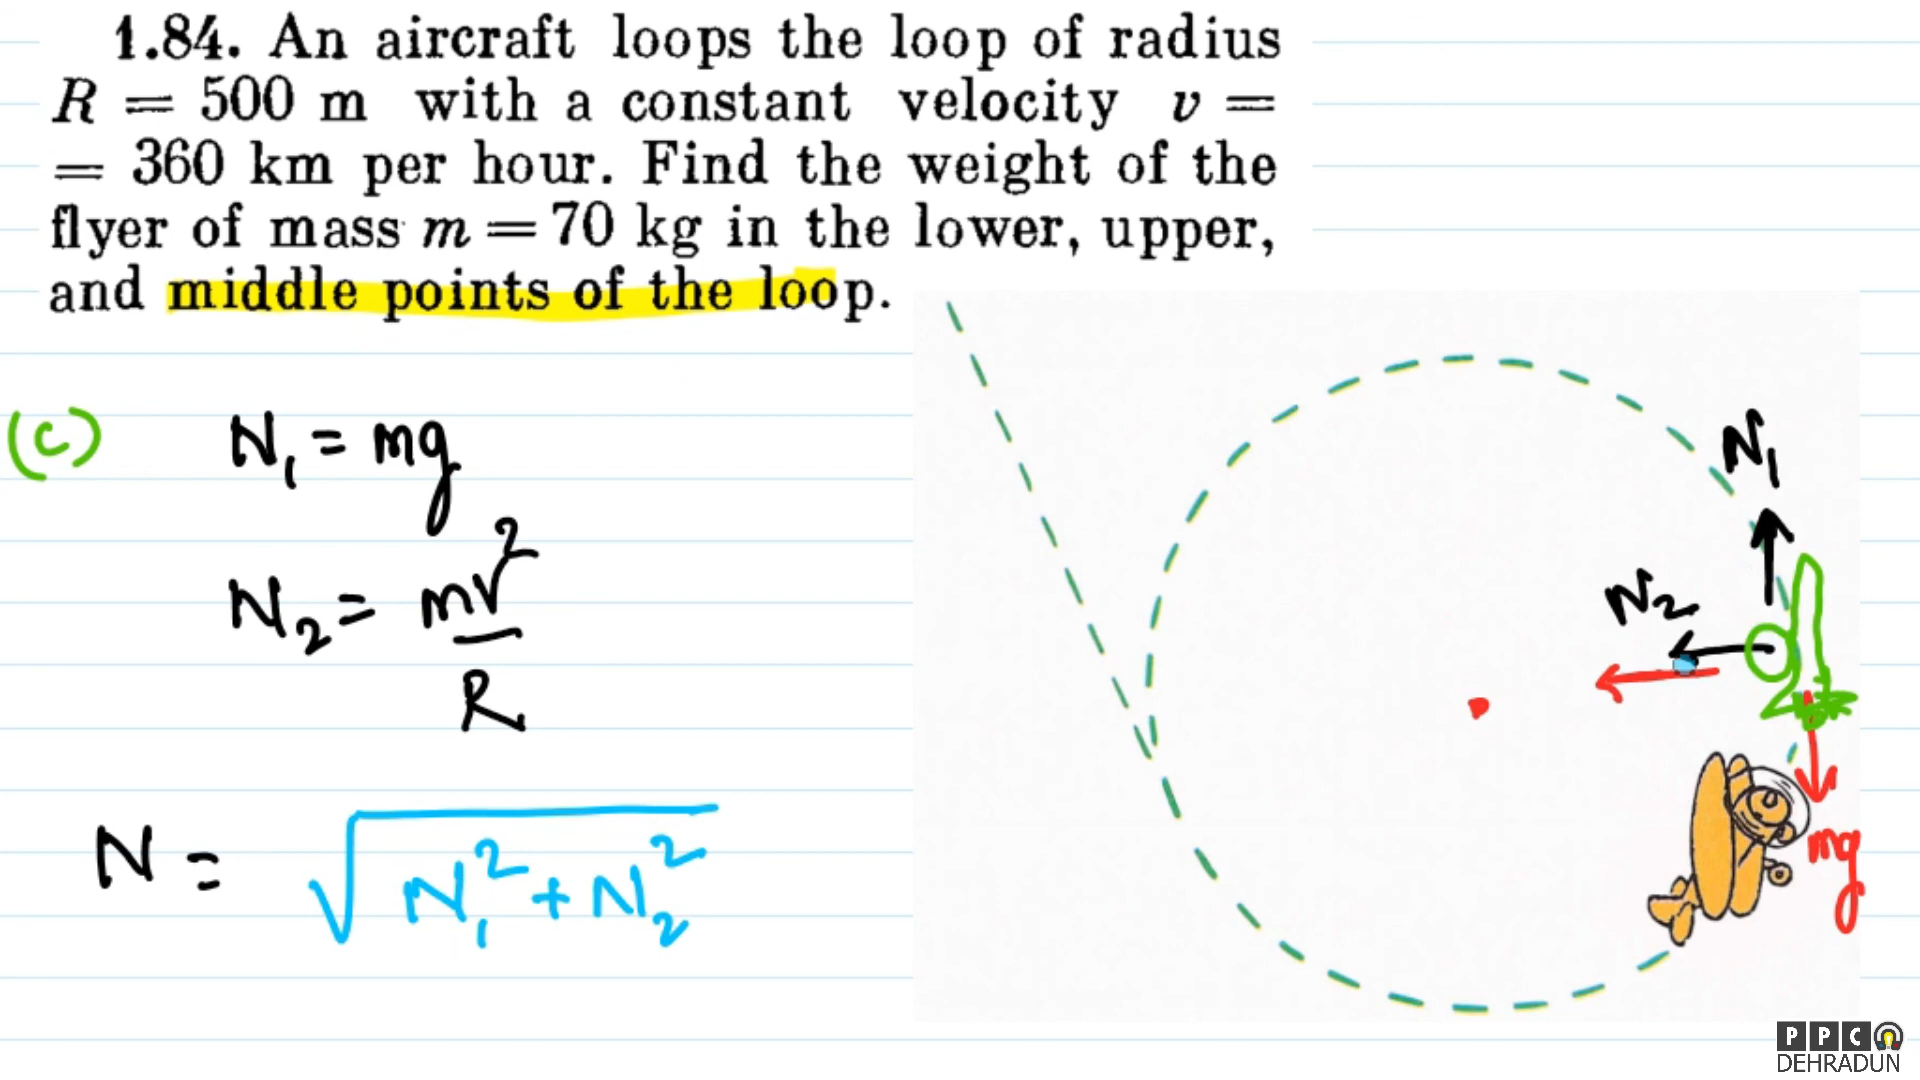 1.84. An aircraft loops the loop of radius
R = 500 m with a constant velocity v =
= 360 km per hour. Find the weight of the
flyer of mass m = 70 kg in the lower, upper,
and middle points of the loop.
(c) N₁ = mg
N₂ = mv²/R
N = √(N₁² + N₂²)
N₁
N₂
mg
PPC
DEHRADUN